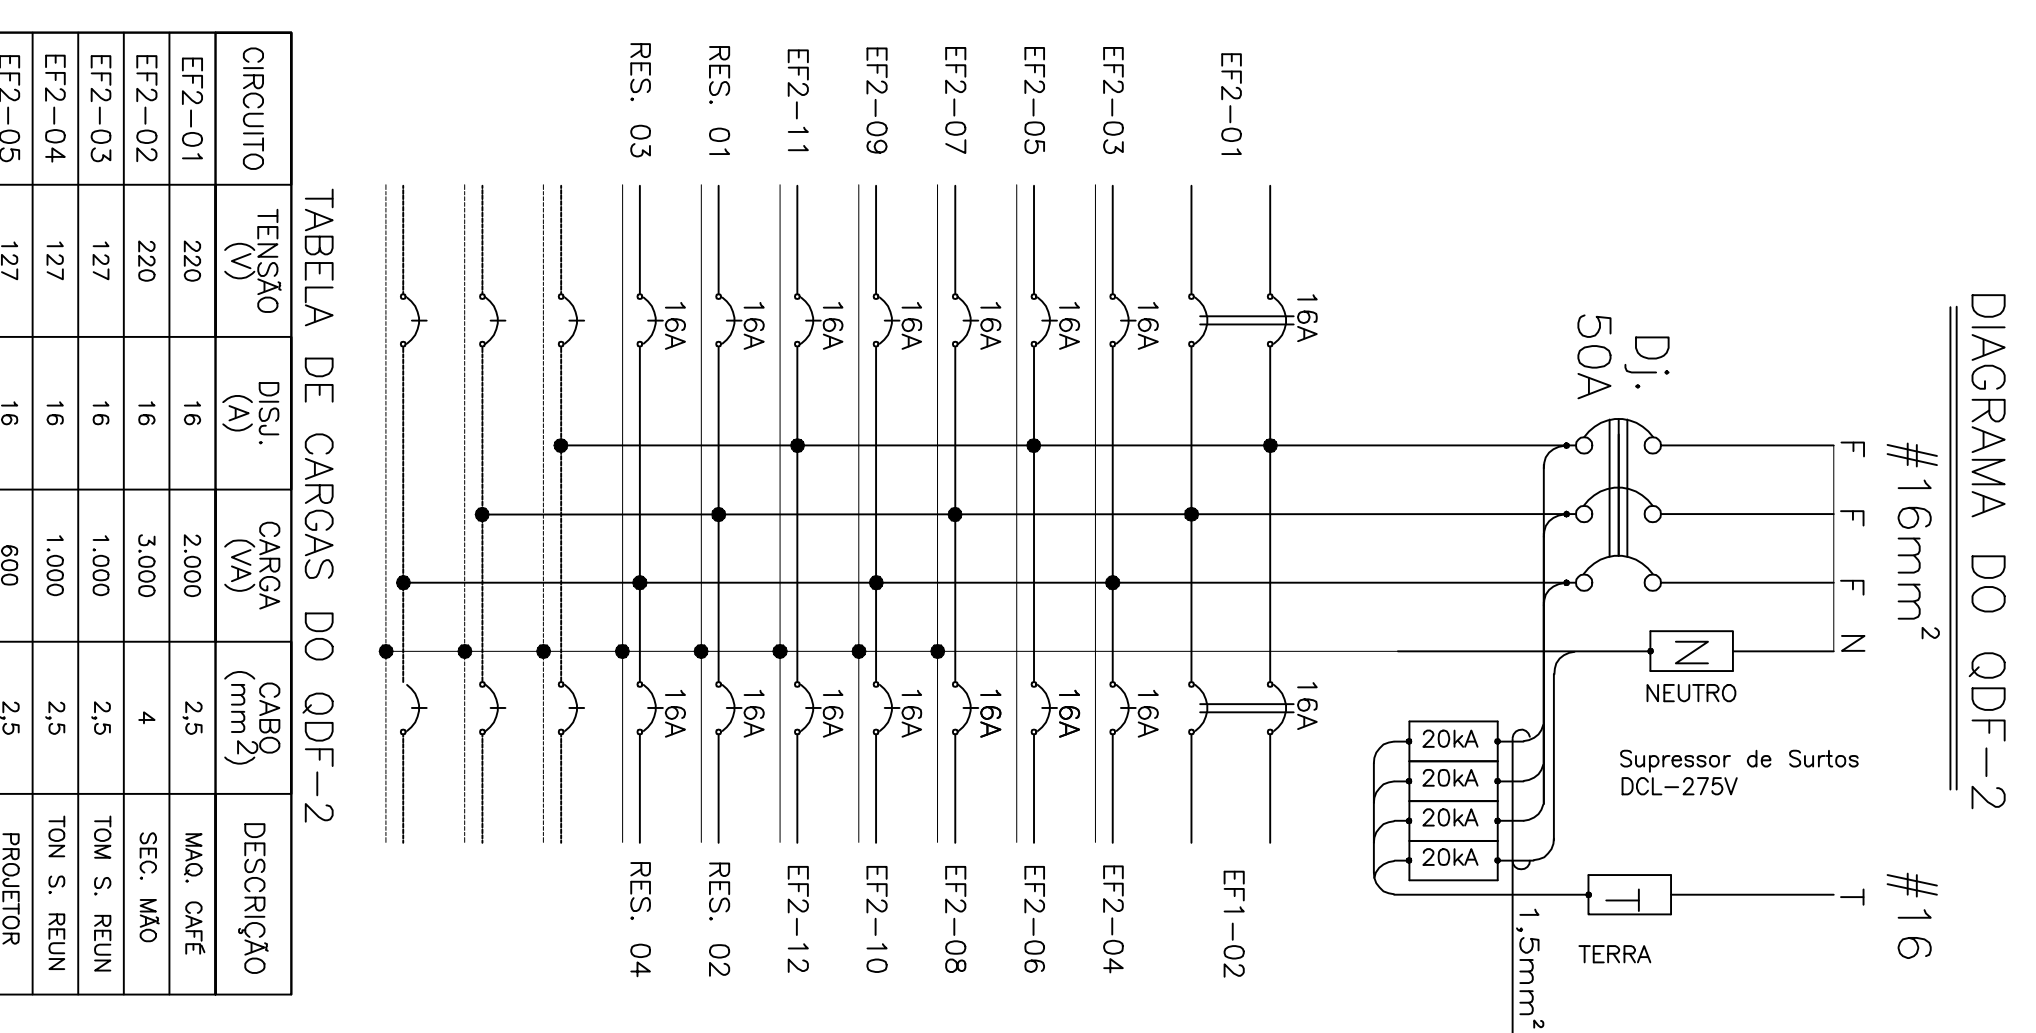 DIAGRAMA DO QDF-2
#16mm²
#16
F
F
F
N
T
Dj.
50A
N
NEUTRO
Supressor de Surtos
DCL-275V
T
TERRA
20kA
20kA
20kA
20kA
1,5mm²
EF2-01
16A
16A
EF1-02
EF2-03
16A
16A
EF2-04
EF2-05
16A
16A
EF2-06
EF2-07
16A
16A
EF2-08
EF2-09
16A
16A
EF2-10
EF2-11
16A
16A
EF2-12
RES. 01
16A
16A
RES. 02
RES. 03
16A
16A
RES. 04
TABELA DE CARGAS DO QDF-2
CIRCUITO TENSÃO (V) DISJ. (A) CARGA (VA) CABO (mm2) DESCRIÇÃO
EF2-01 220 16 2.000 2,5 MAQ. CAFÉ
EF2-02 220 16 3.000 4 SEC. MÃO
EF2-03 127 16 1.000 2,5 TOM S. REUN
EF2-04 127 16 1.000 2,5 TON S. REUN
EF2-05 127 16 600 2,5 PROJETOR